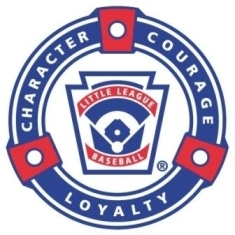 CHARACTER
COURAGE
LOYALTY
LITTLE LEAGUE
BASEBALL
®